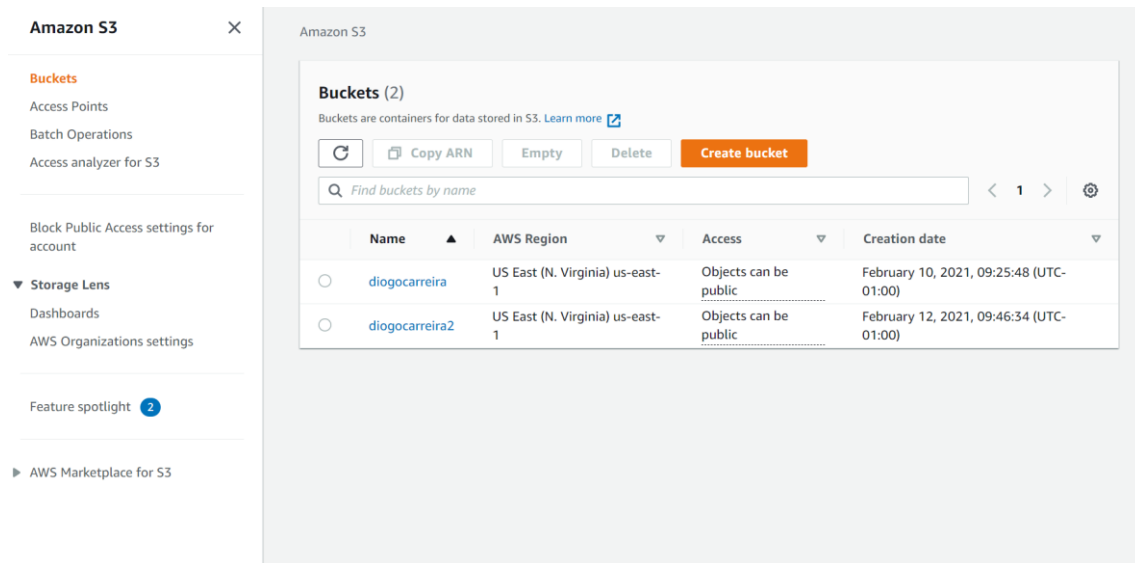 Amazon S3
Buckets
Access Points
Batch Operations
Access analyzer for S3
Block Public Access settings for
account
Storage Lens
Dashboards
AWS Organizations settings
Feature spotlight 2
AWS Marketplace for S3
Amazon S3
Buckets (2)
Buckets are containers for data stored in S3. Learn more
Copy ARN Empty Delete Create bucket
Find buckets by name 1
Name AWS Region Access Creation date
diogocarreira US East (N. Virginia) us-east-1 Objects can be public February 10, 2021, 09:25:48 (UTC-01:00)
diogocarreira2 US East (N. Virginia) us-east-1 Objects can be public February 12, 2021, 09:46:34 (UTC-01:00)